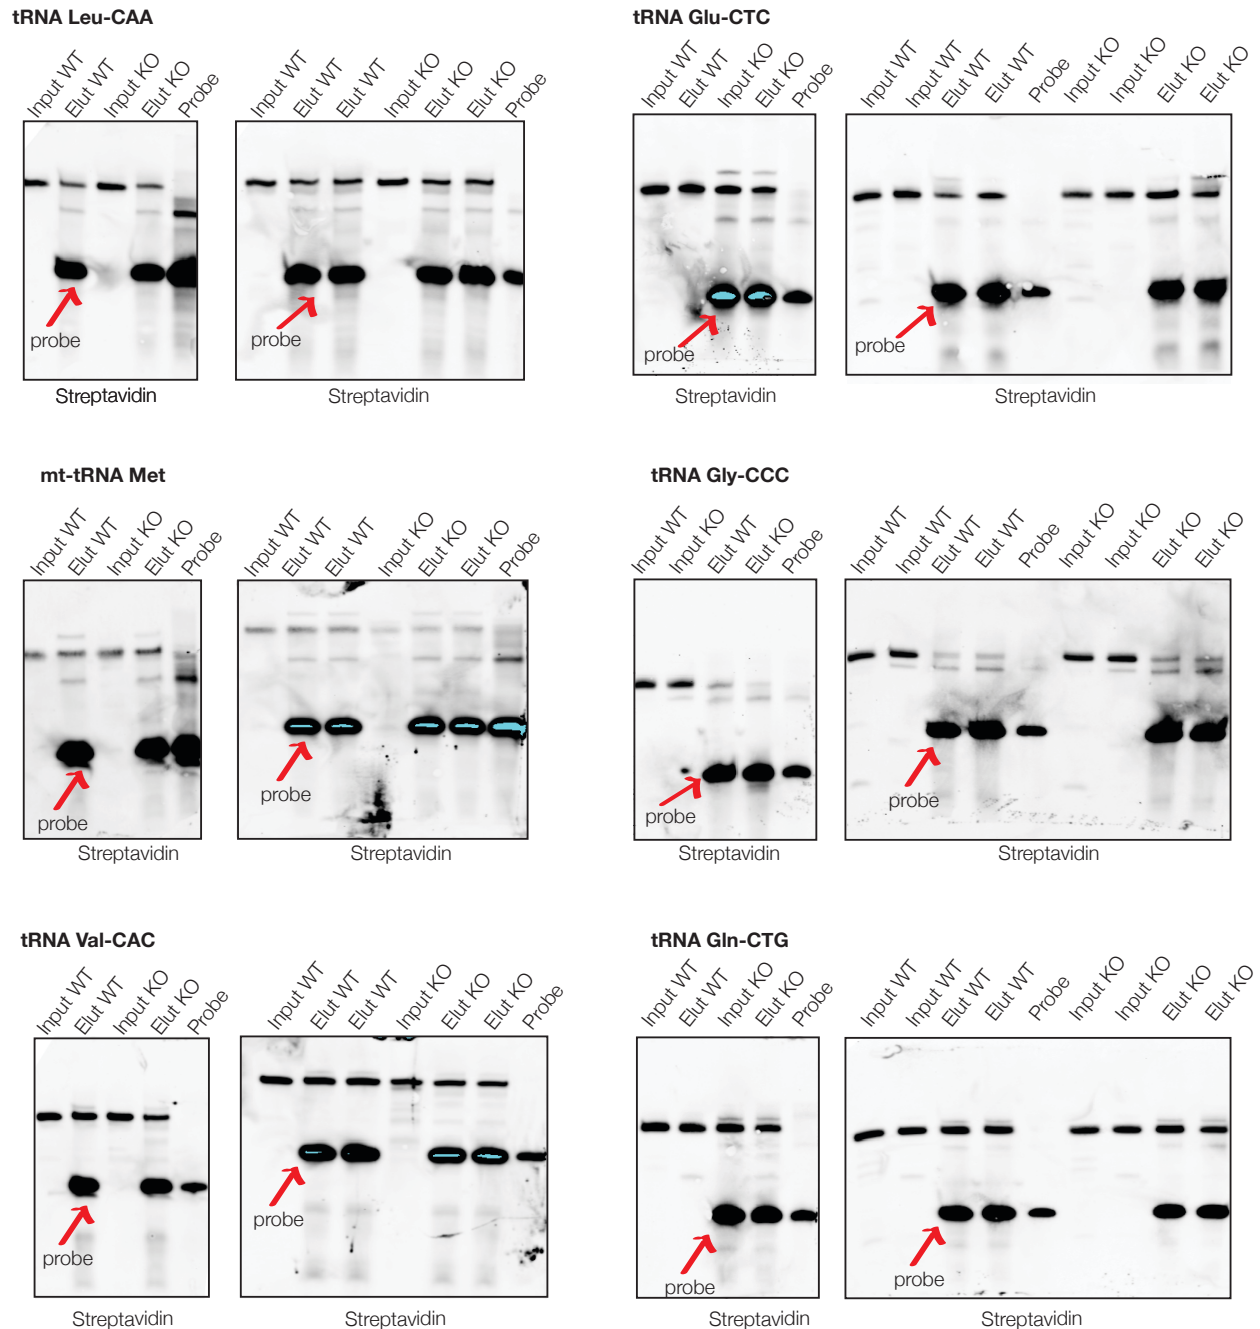 tRNA Leu-CAA
Input WT
Elut WT
Input KO
Elut KO
Probe
Input WT
Elut WT
Elut WT
Input KO
Elut KO
Elut KO
Probe
probe
probe
Streptavidin
Streptavidin
tRNA Glu-CTC
Input WT
Elut WT
Input KO
Elut KO
Probe
Input WT
Input WT
Elut WT
Elut WT
Probe
Input KO
Input KO
Elut KO
Elut KO
probe
probe
Streptavidin
Streptavidin
mt-tRNA Met
Input WT
Elut WT
Input KO
Elut KO
Probe
Input WT
Elut WT
Elut WT
Input KO
Elut KO
Elut KO
Probe
probe
probe
Streptavidin
Streptavidin
tRNA Gly-CCC
Input WT
Input KO
Elut WT
Elut KO
Probe
Input WT
Input WT
Elut WT
Elut WT
Probe
Input KO
Input KO
Elut KO
Elut KO
probe
probe
Streptavidin
Streptavidin
tRNA Val-CAC
Input WT
Elut WT
Input KO
Elut KO
Probe
Input WT
Elut WT
Elut WT
Input KO
Elut KO
Elut KO
Probe
probe
probe
Streptavidin
Streptavidin
tRNA Gln-CTG
Input WT
Elut WT
Input KO
Elut KO
Probe
Input WT
Input WT
Elut WT
Elut WT
Probe
Input KO
Input KO
Elut KO
Elut KO
probe
probe
Streptavidin
Streptavidin